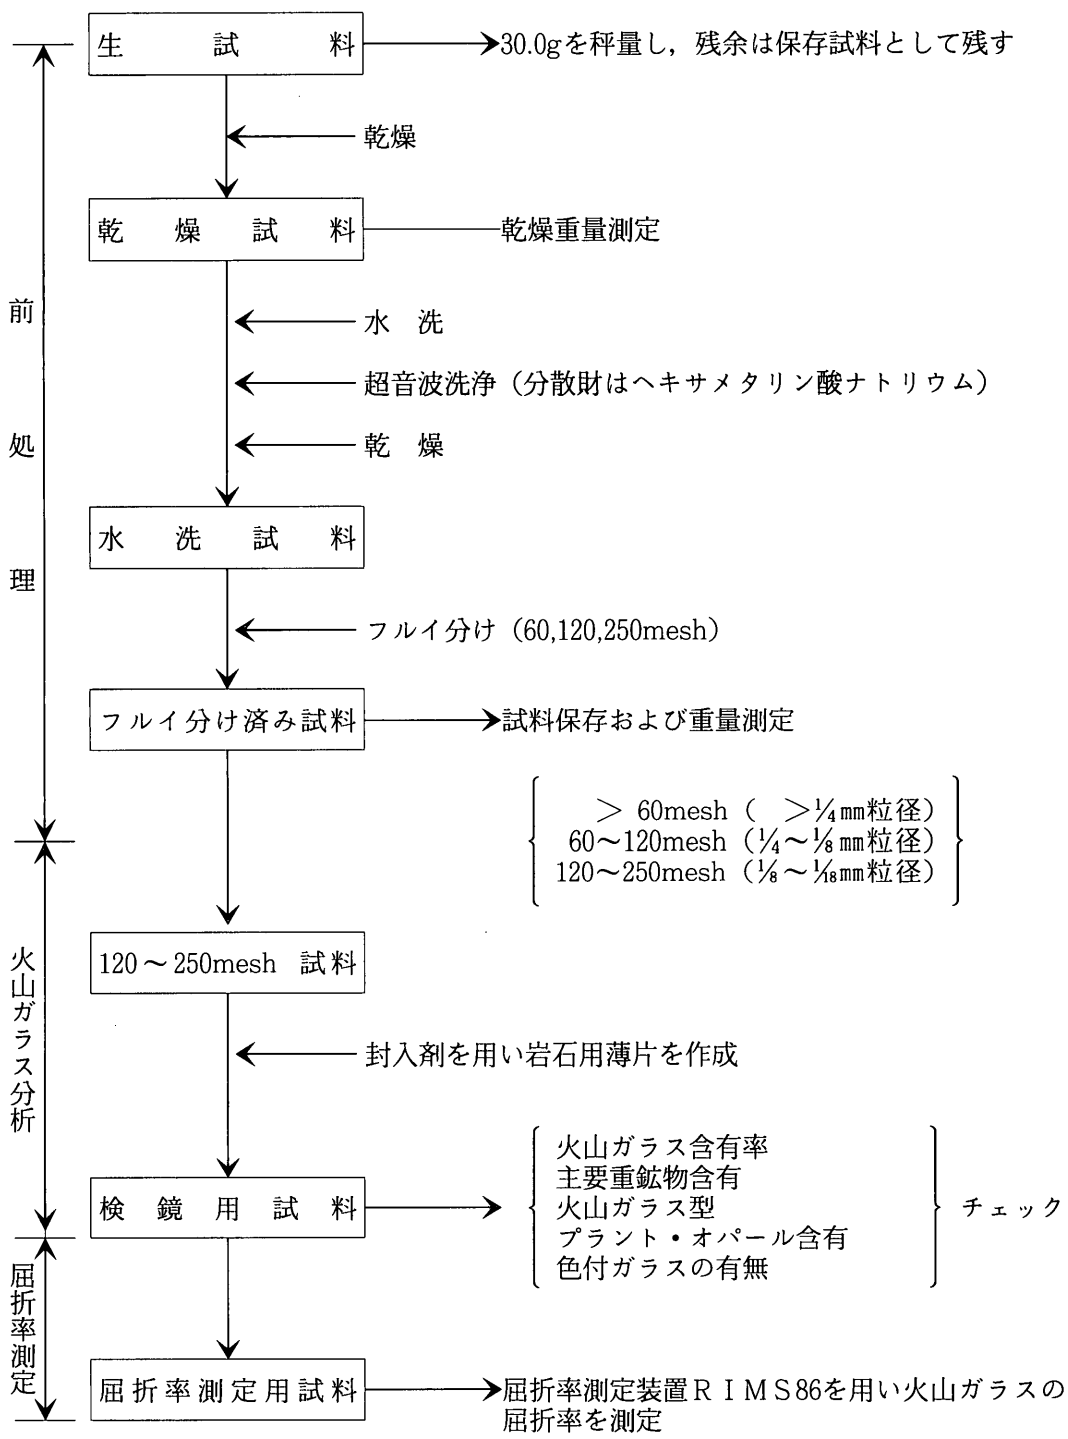 生試料
30.0gを秤量し，残余は保存試料として残す
乾燥
乾燥試料
乾燥重量測定
前処理
水　洗
超音波洗浄（分散財はヘキサメタリン酸ナトリウム）
乾　燥
水洗試料
フルイ分け（60,120,250mesh）
フルイ分け済み試料
試料保存および重量測定
＞ 60mesh（　＞¼㎜粒径）
60～120mesh（¼～⅛㎜粒径）
120～250mesh（⅛～1/18㎜粒径）
120～250mesh 試料
火山ガラス分析
封入剤を用い岩石用薄片を作成
検鏡用試料
火山ガラス含有率
主要重鉱物含有
火山ガラス型
プラント・オパール含有
色付ガラスの有無
チェック
屈折率測定
屈折率測定用試料
屈折率測定装置ＲＩＭＳ86を用い火山ガラスの
屈折率を測定